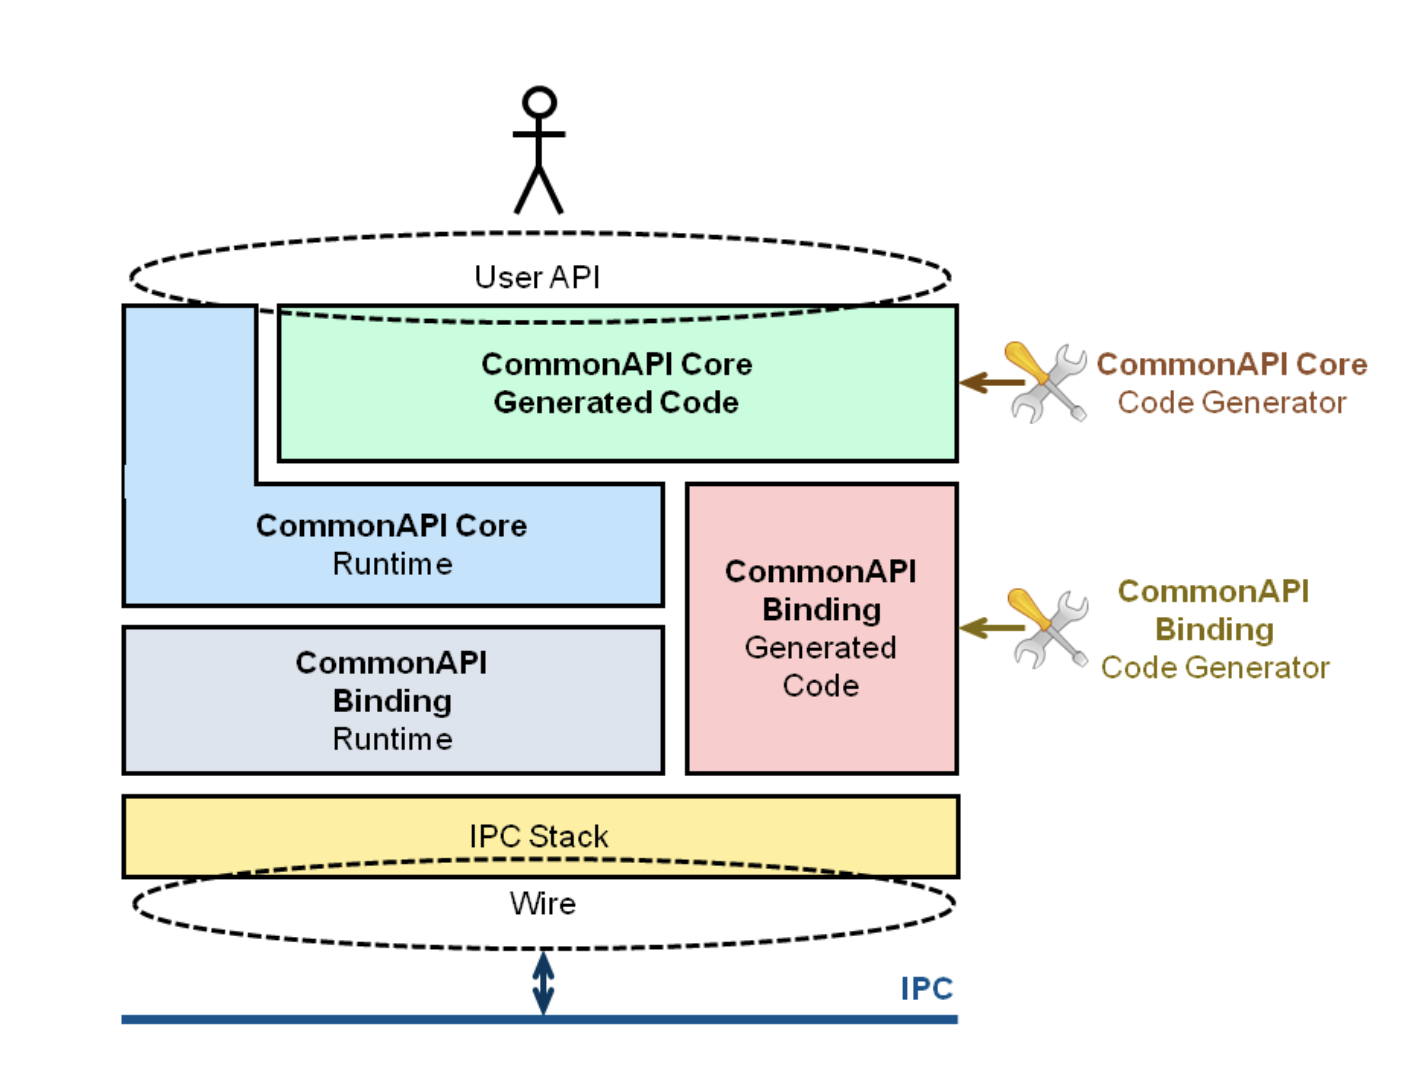 User API
CommonAPI Core
Generated Code
CommonAPI Core
Code Generator
CommonAPI Core
Runtime
CommonAPI
Binding
Generated
Code
CommonAPI
Binding
Code Generator
CommonAPI
Binding
Runtime
IPC Stack
Wire
IPC